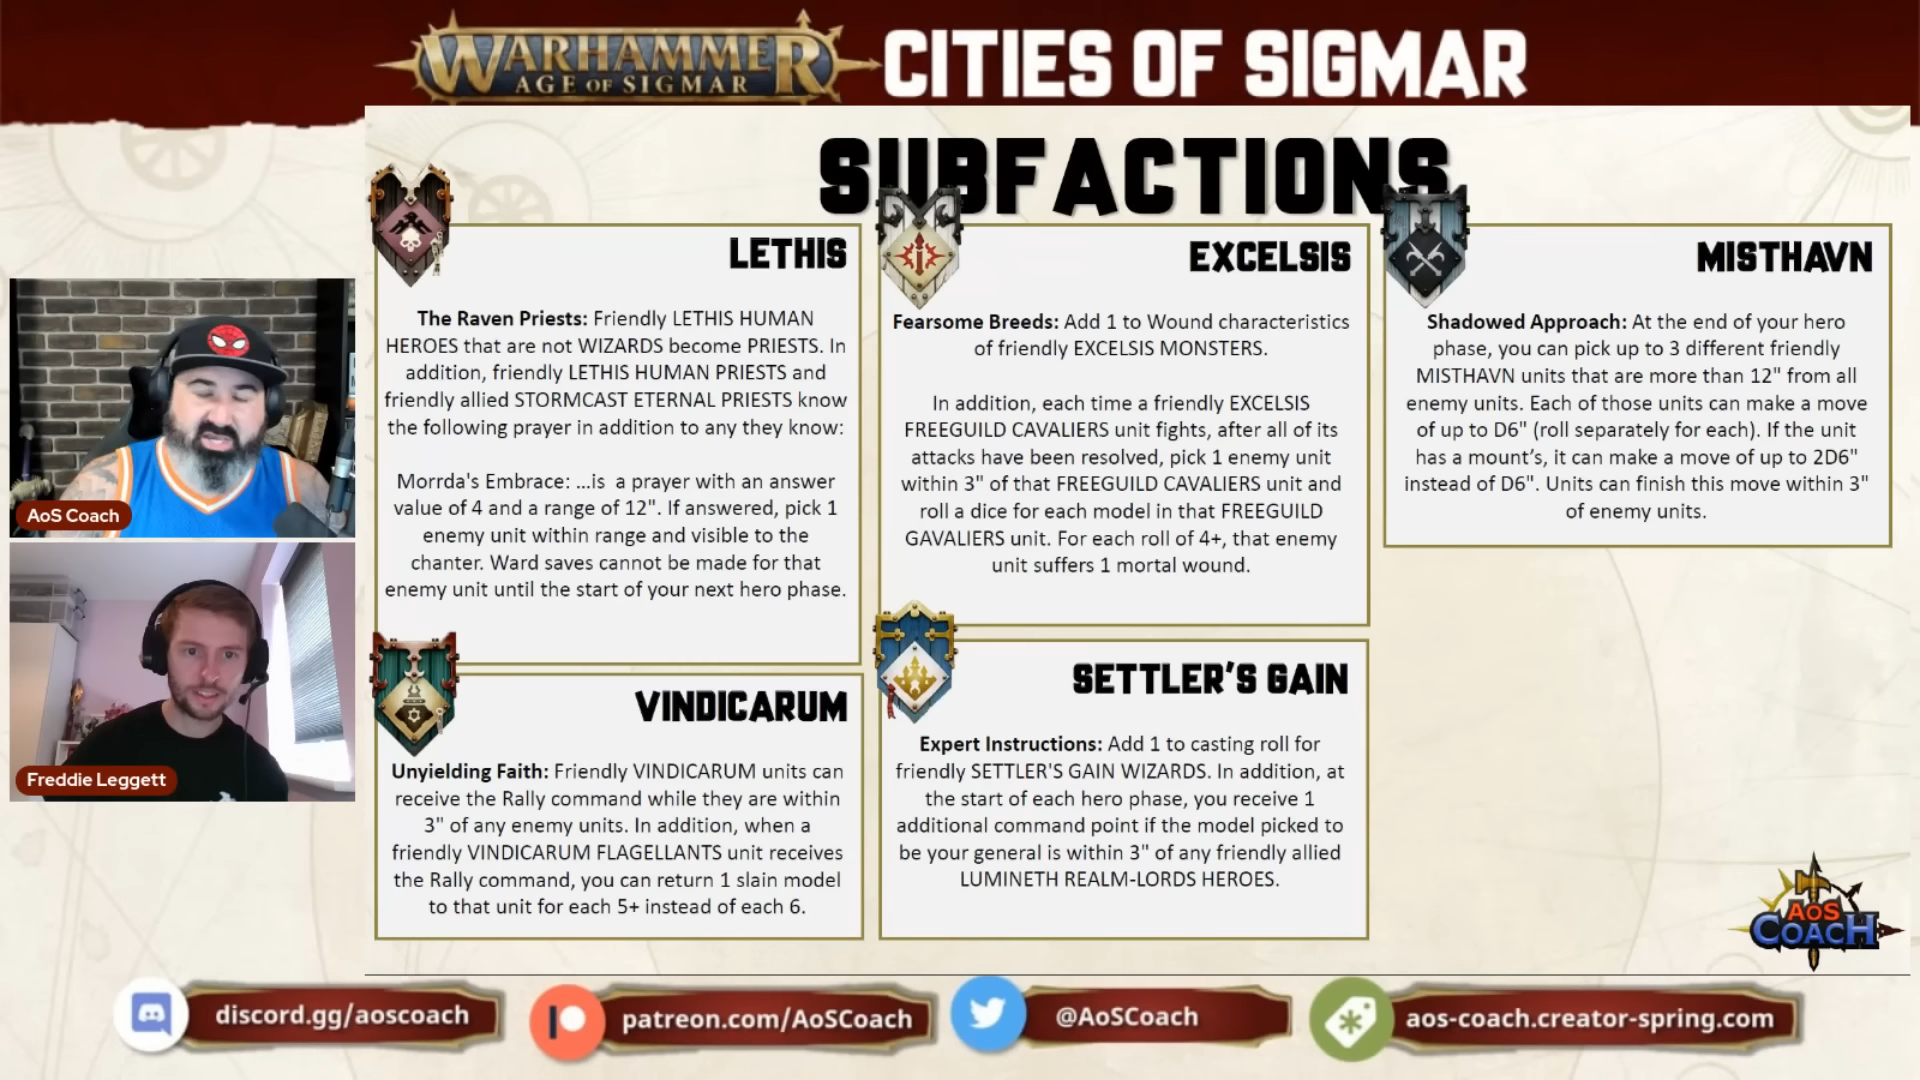 WARHAMMER
AGE OF SIGMAR
CITIES OF SIGMAR
SUBFACTIONS
LETHIS
The Raven Priests: Friendly LETHIS HUMAN
HEROES that are not WIZARDS become PRIESTS. In
addition, friendly LETHIS HUMAN PRIESTS and
friendly allied STORMCAST ETERNAL PRIESTS know
the following prayer in addition to any they know:
Morrda's Embrace: ...is  a prayer with an answer
value of 4 and a range of 12". If answered, pick 1
enemy unit within range and visible to the
chanter. Ward saves cannot be made for that
enemy unit until the start of your next hero phase.
EXCELSIS
Fearsome Breeds: Add 1 to Wound characteristics
of friendly EXCELSIS MONSTERS.
In addition, each time a friendly EXCELSIS
FREEGUILD CAVALIERS unit fights, after all of its
attacks have been resolved, pick 1 enemy unit
within 3" of that FREEGUILD CAVALIERS unit and
roll a dice for each model in that FREEGUILD
GAVALIERS unit. For each roll of 4+, that enemy
unit suffers 1 mortal wound.
MISTHAVN
Shadowed Approach: At the end of your hero
phase, you can pick up to 3 different friendly
MISTHAVN units that are more than 12" from all
enemy units. Each of those units can make a move
of up to D6" (roll separately for each). If the unit
has a mount's, it can make a move of up to 2D6"
instead of D6". Units can finish this move within 3"
of enemy units.
VINDICARUM
Unyielding Faith: Friendly VINDICARUM units can
receive the Rally command while they are within
3" of any enemy units. In addition, when a
friendly VINDICARUM FLAGELLANTS unit receives
the Rally command, you can return 1 slain model
to that unit for each 5+ instead of each 6.
SETTLER'S GAIN
Expert Instructions: Add 1 to casting roll for
friendly SETTLER'S GAIN WIZARDS. In addition, at
the start of each hero phase, you receive 1
additional command point if the model picked to
be your general is within 3" of any friendly allied
LUMINETH REALM-LORDS HEROES.
AoS Coach
Freddie Leggett
AoS
COACH
discord.gg/aoscoach
patreon.com/AoSCoach
@AoSCoach
aos-coach.creator-spring.com